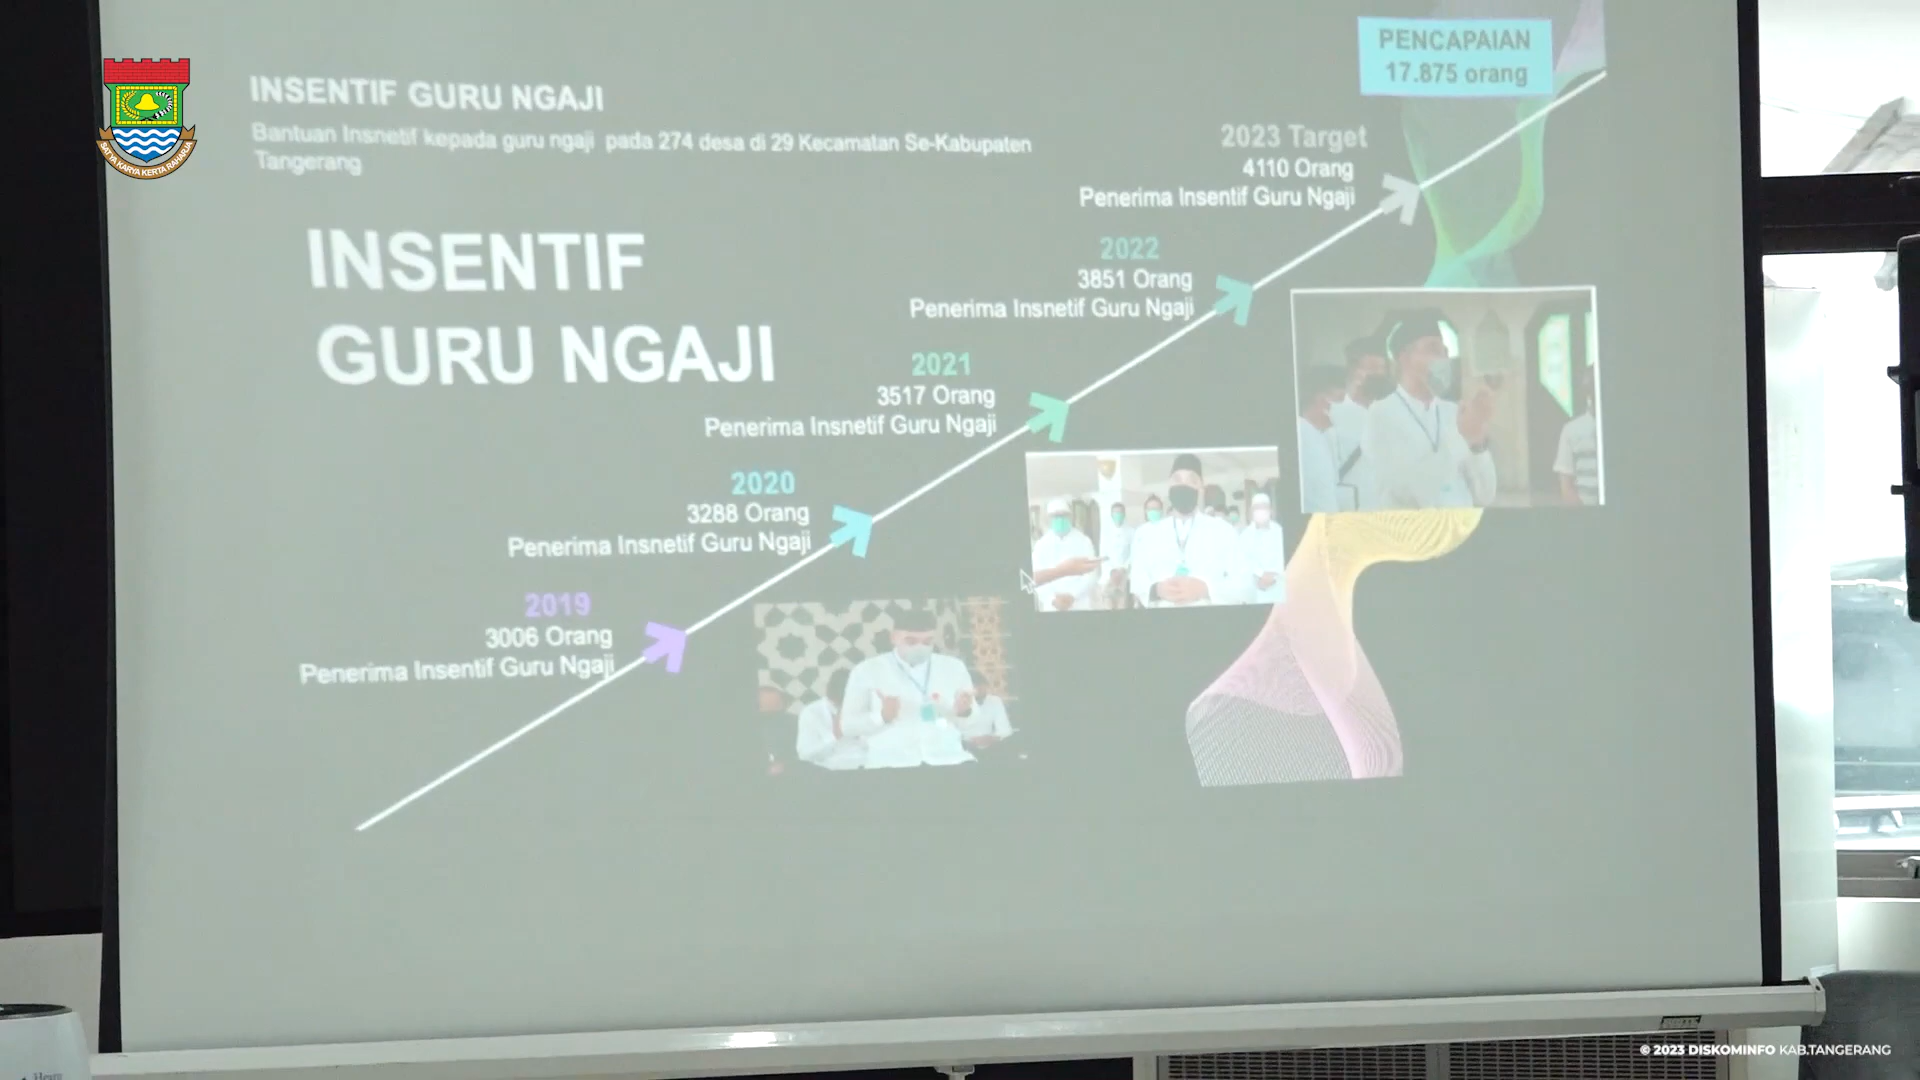 INSENTIF GURU NGAJI
Bantuan Insnetif kepada guru ngaji pada 274 desa di 29 Kecamatan Se-Kabupaten
Tangerang
INSENTIF
GURU NGAJI
PENCAPAIAN
17.875 orang
2023 Target
4110 Orang
Penerima Insentif Guru Ngaji
2022
3851 Orang
Penerima Insnetif Guru Ngaji
2021
3517 Orang
Penerima Insnetif Guru Ngaji
2020
3288 Orang
Penerima Insnetif Guru Ngaji
2019
3006 Orang
Penerima Insentif Guru Ngaji
SATYA KARYA KERTA RAHARJA
© 2023 DISKOMINFO KAB.TANGERANG